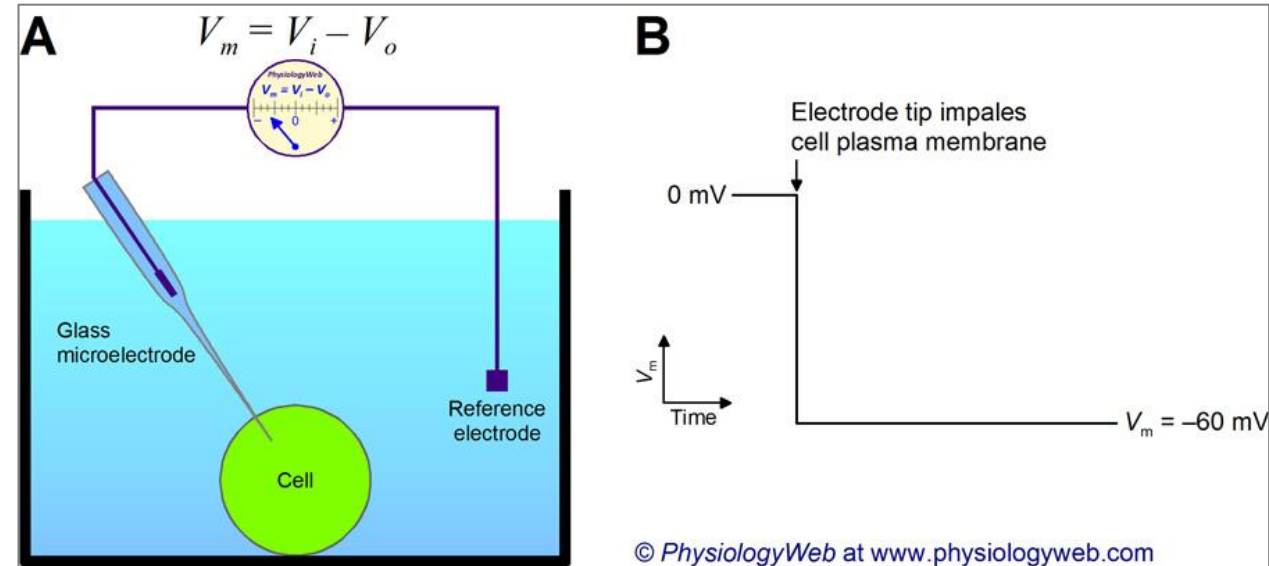 A
Vm = Vi – Vo
PhysiologyWeb
Vm = Vi – Vo
– 0 +
Glass
microelectrode
Reference
electrode
Cell
B
Electrode tip impales
cell plasma membrane
0 mV
Vm
Time
Vm = –60 mV
© PhysiologyWeb at www.physiologyweb.com